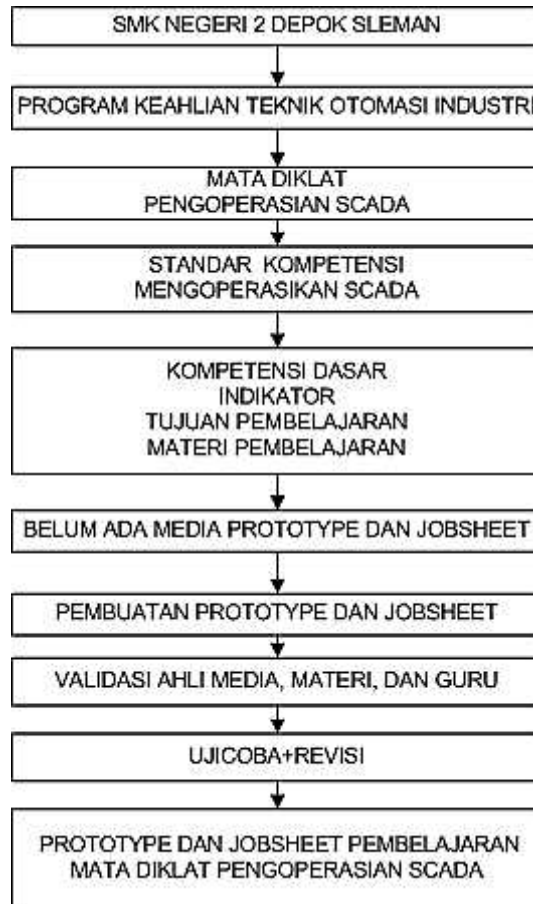 SMK NEGERI 2 DEPOK SLEMAN
PROGRAM KEAHLIAN TEKNIK OTOMASI INDUSTRI
MATA DIKLAT
PENGOPERASIAN SCADA
STANDAR KOMPETENSI
MENGOPERASIKAN SCADA
KOMPETENSI DASAR
INDIKATOR
TUJUAN PEMBELAJARAN
MATERI PEMBELAJARAN
BELUM ADA MEDIA PROTOTYPE DAN JOBSHEET
PEMBUATAN PROTOTYPE DAN JOBSHEET
VALIDASI AHLI MEDIA, MATERI, DAN GURU
UJICOBA+REVISI
PROTOTYPE DAN JOBSHEET PEMBELAJARAN
MATA DIKLAT PENGOPERASIAN SCADA